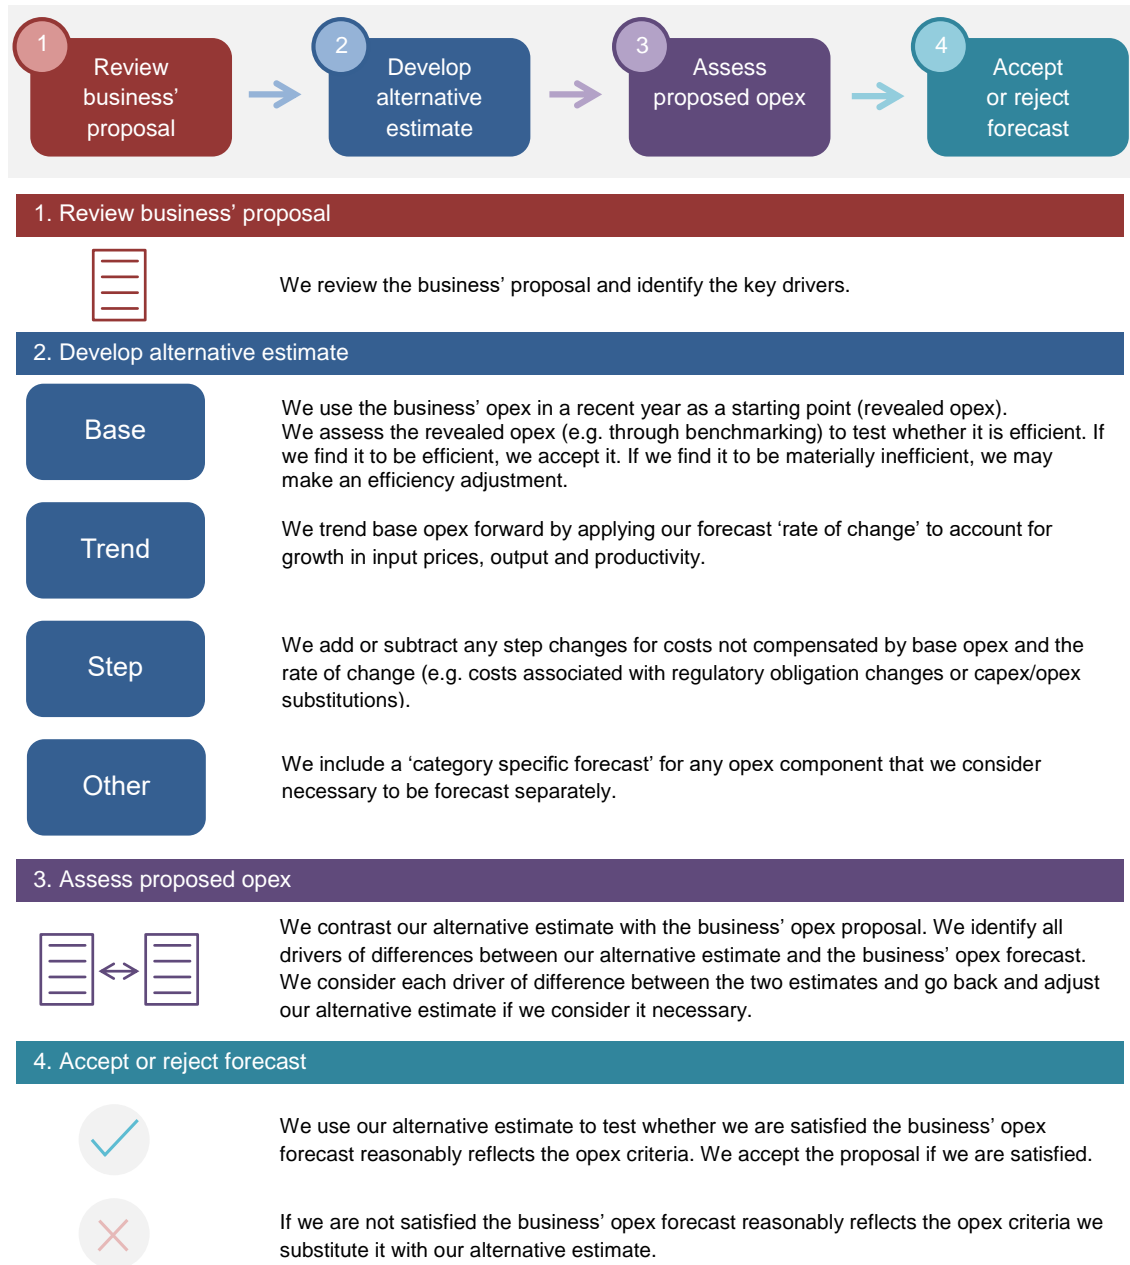 1
Review
business’
proposal
2
Develop
alternative
estimate
3
Assess
proposed opex
4
Accept
or reject
forecast
1. Review business’ proposal
We review the business’ proposal and identify the key drivers.
2. Develop alternative estimate
Base
We use the business’ opex in a recent year as a starting point (revealed opex).
We assess the revealed opex (e.g. through benchmarking) to test whether it is efficient. If
we find it to be efficient, we accept it. If we find it to be materially inefficient, we may
make an efficiency adjustment.
Trend
We trend base opex forward by applying our forecast ‘rate of change’ to account for
growth in input prices, output and productivity.
Step
We add or subtract any step changes for costs not compensated by base opex and the
rate of change (e.g. costs associated with regulatory obligation changes or capex/opex
substitutions).
Other
We include a ‘category specific forecast’ for any opex component that we consider
necessary to be forecast separately.
3. Assess proposed opex
We contrast our alternative estimate with the business’ opex proposal. We identify all
drivers of differences between our alternative estimate and the business’ opex forecast.
We consider each driver of difference between the two estimates and go back and adjust
our alternative estimate if we consider it necessary.
4. Accept or reject forecast
We use our alternative estimate to test whether we are satisfied the business’ opex
forecast reasonably reflects the opex criteria. We accept the proposal if we are satisfied.
If we are not satisfied the business’ opex forecast reasonably reflects the opex criteria we
substitute it with our alternative estimate.